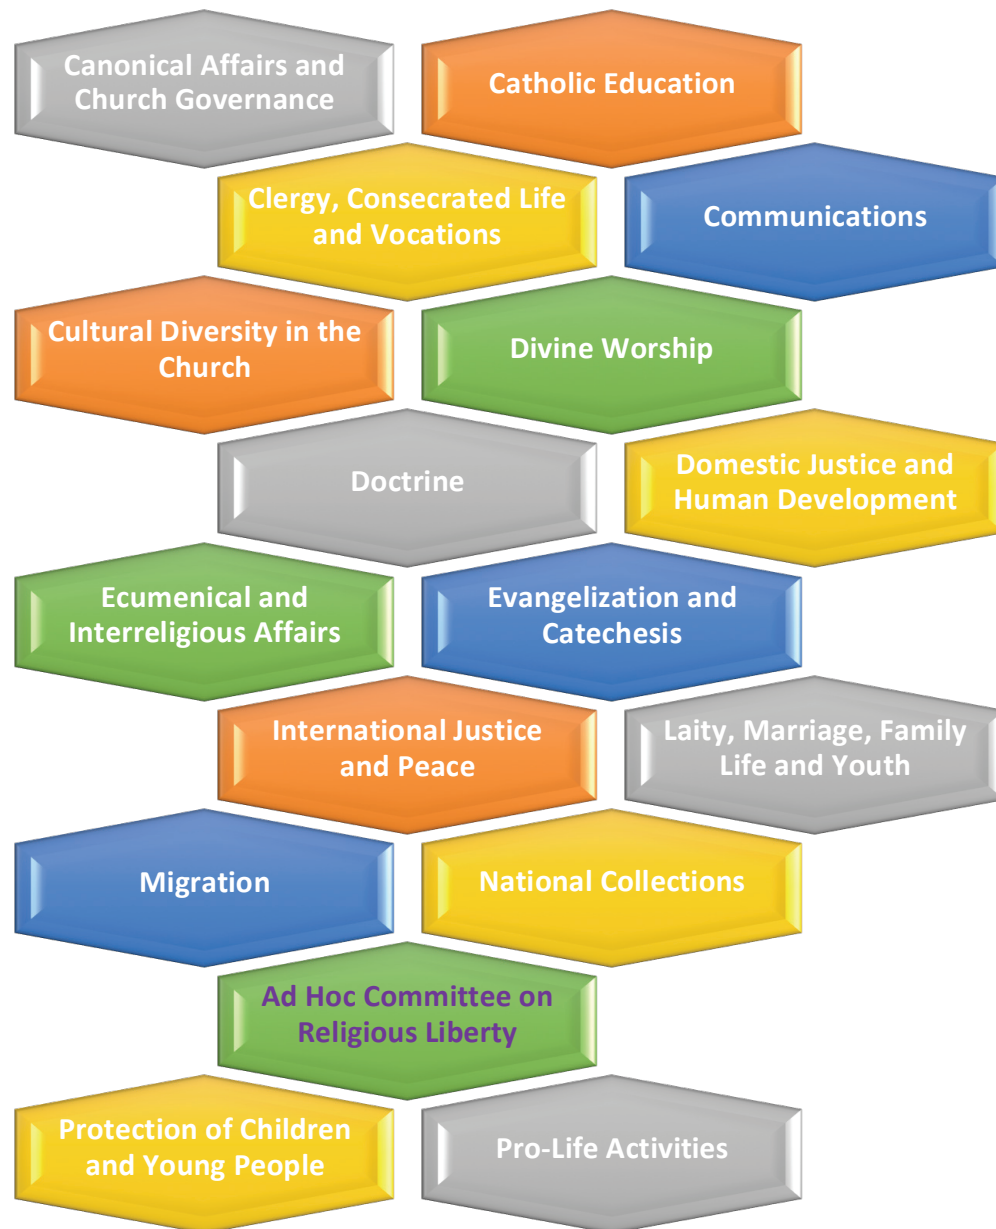 Canonical Affairs and
Church Governance
Catholic Education
Clergy, Consecrated Life
and Vocations
Communications
Cultural Diversity in the
Church
Divine Worship
Doctrine
Domestic Justice and
Human Development
Ecumenical and
Interreligious Affairs
Evangelization and
Catechesis
International Justice
and Peace
Laity, Marriage, Family
Life and Youth
Migration
National Collections
Ad Hoc Committee on
Religious Liberty
Protection of Children
and Young People
Pro-Life Activities